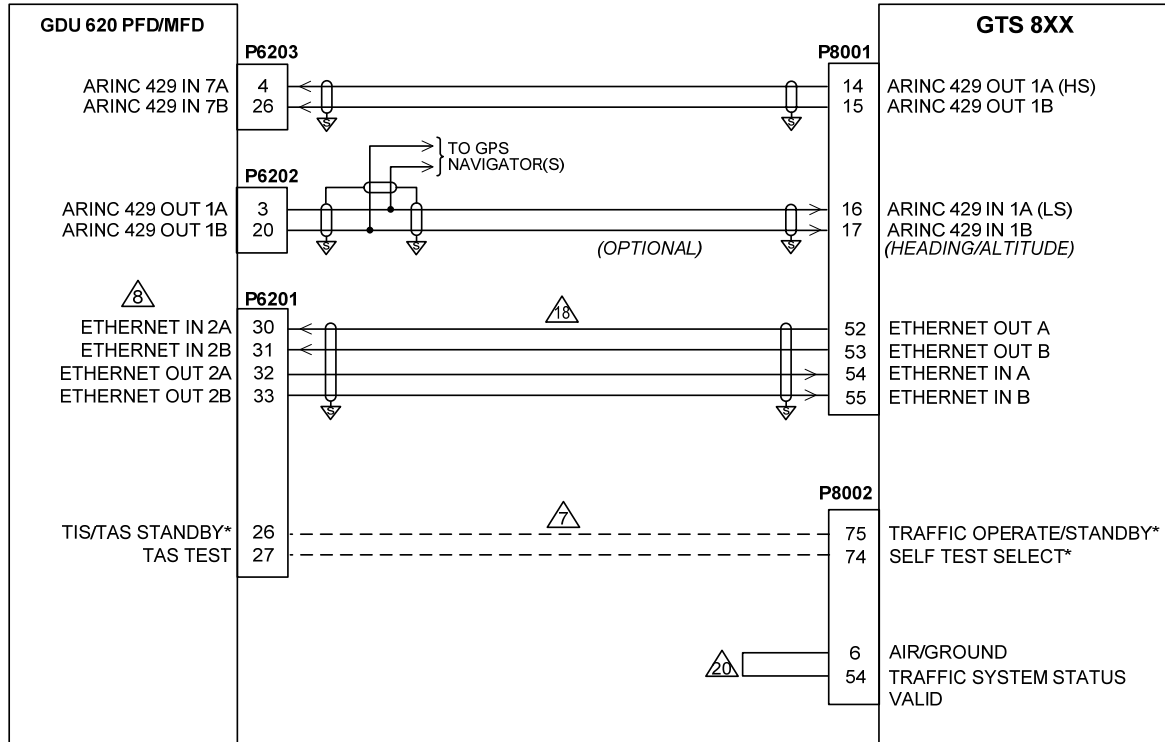 GDU 620 PFD/MFD
GTS 8XX
P6203
P8001
ARINC 429 IN 7A 4 14 ARINC 429 OUT 1A (HS)
ARINC 429 IN 7B 26 15 ARINC 429 OUT 1B
S S
TO GPS
NAVIGATOR(S)
P6202
ARINC 429 OUT 1A 3 16 ARINC 429 IN 1A (LS)
ARINC 429 OUT 1B 20 17 ARINC 429 IN 1B
S S (OPTIONAL) S (HEADING/ALTITUDE)
8
P6201
18
ETHERNET IN 2A 30 52 ETHERNET OUT A
ETHERNET IN 2B 31 53 ETHERNET OUT B
ETHERNET OUT 2A 32 54 ETHERNET IN A
ETHERNET OUT 2B 33 55 ETHERNET IN B
S S
P8002
7
TIS/TAS STANDBY* 26 75 TRAFFIC OPERATE/STANDBY*
TAS TEST 27 74 SELF TEST SELECT*
6 AIR/GROUND
20
54 TRAFFIC SYSTEM STATUS
VALID